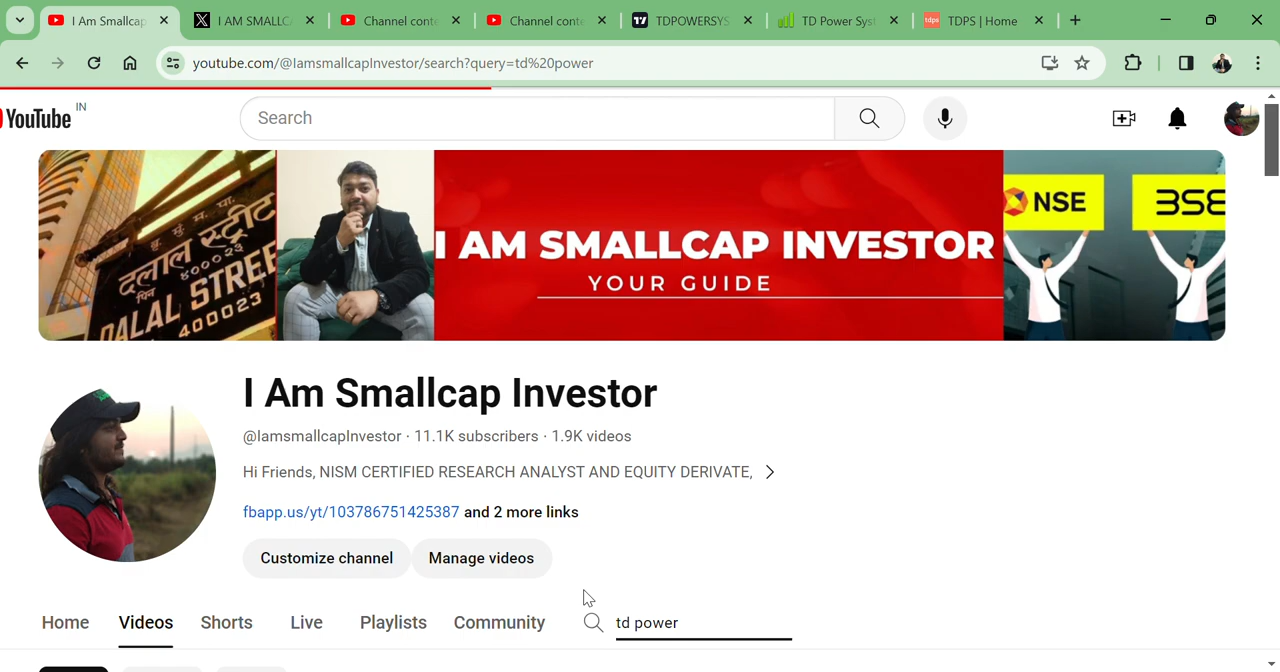 I Am Smallcap
I AM SMALLC
Channel conte
Channel conte
TDPOWERSYS
TD Power Syst
tdps
TDPS | Home
youtube.com/@IamsmallcapInvestor/search?query=td%20power
YouTube IN
Search
दलाल स्ट्रीट
४०००२३
DALAL STREE
400023
I AM SMALLCAP INVESTOR
YOUR GUIDE
NSE
BSE
I Am Smallcap Investor
@IamsmallcapInvestor · 11.1K subscribers · 1.9K videos
Hi Friends, NISM CERTIFIED RESEARCH ANALYST AND EQUITY DERIVATE,
fbapp.us/yt/103786751425387 and 2 more links
Customize channel
Manage videos
Home Videos Shorts Live Playlists Community td power